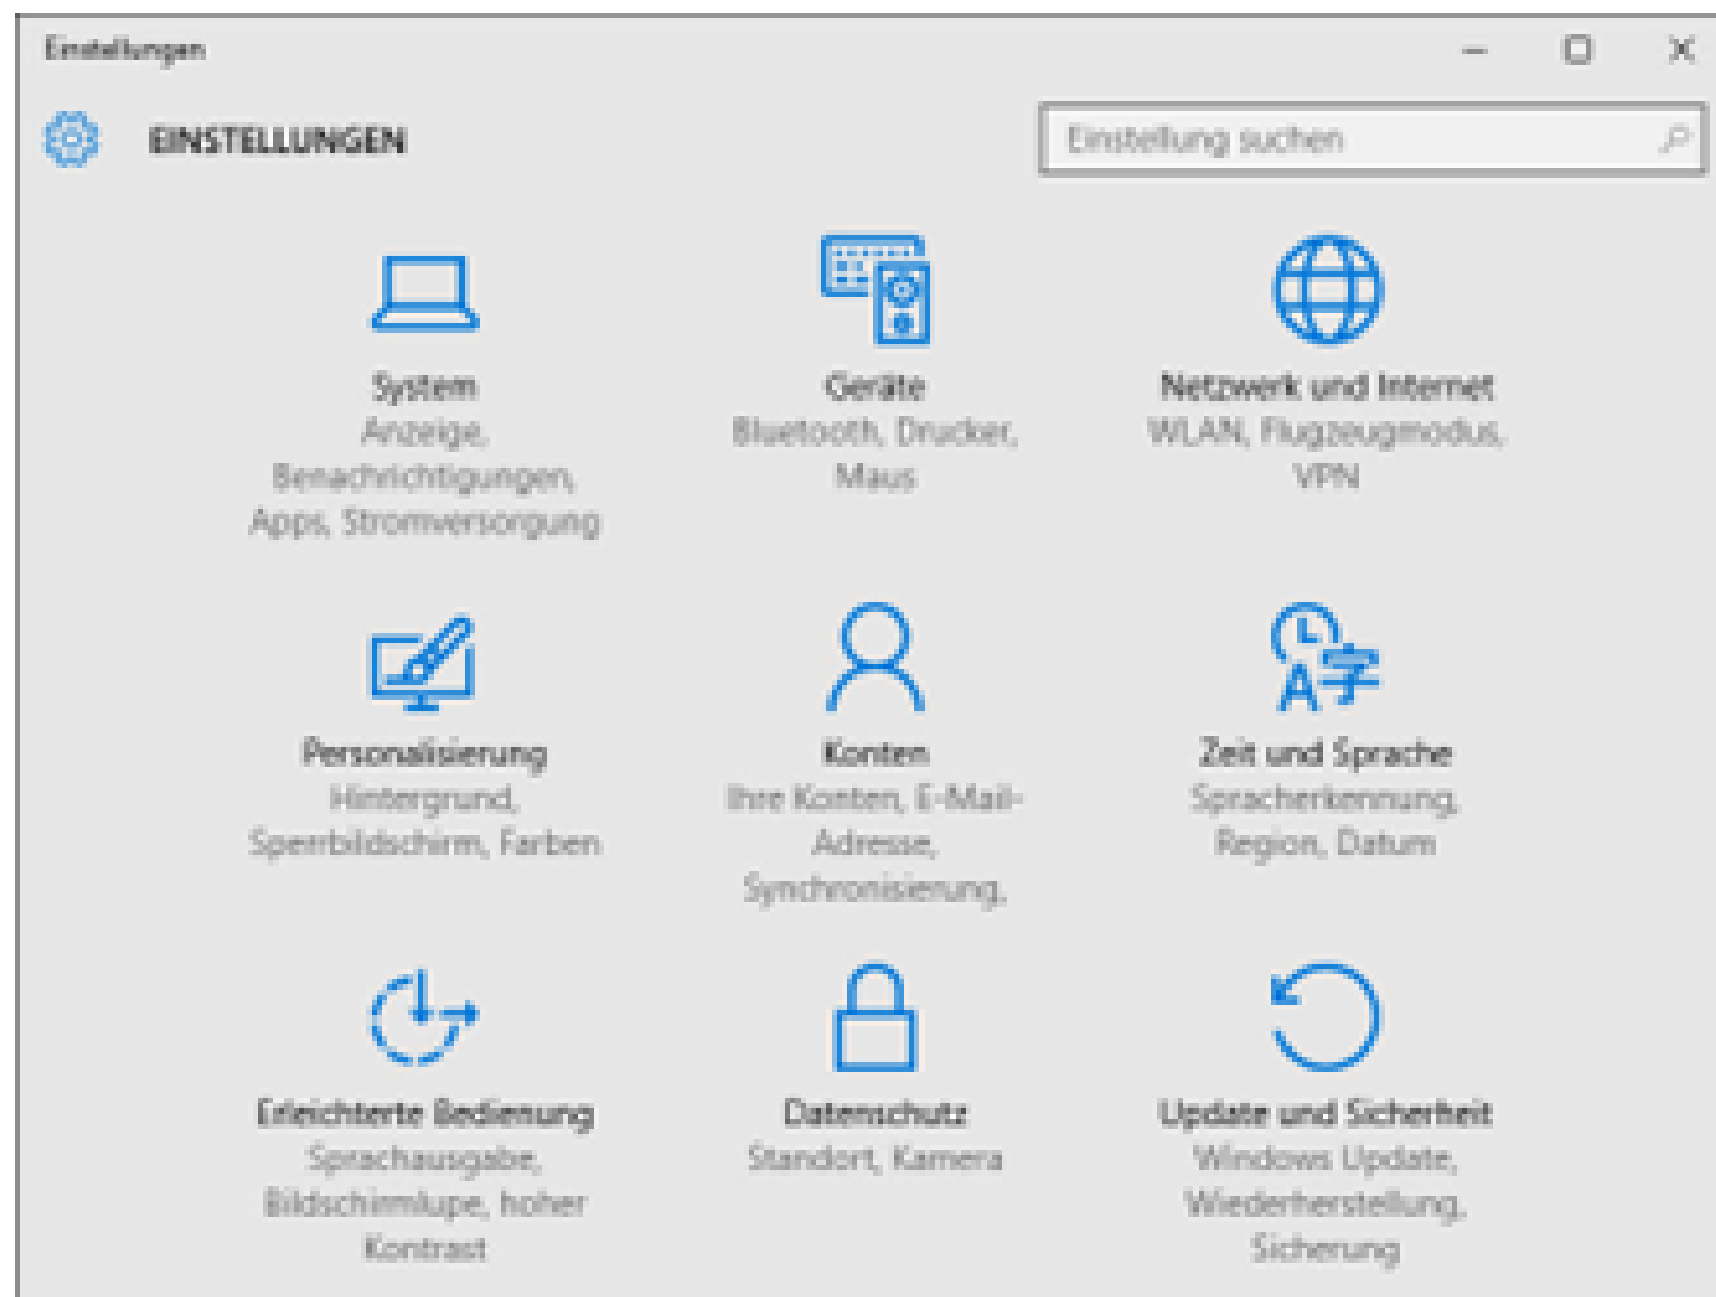 Einstellungen
EINSTELLUNGEN
Einstellung suchen
System
Anzeige,
Benachrichtigungen,
Apps, Stromversorgung
Geräte
Bluetooth, Drucker,
Maus
Netzwerk und Internet
WLAN, Flugzeugmodus,
VPN
Personalisierung
Hintergrund,
Sperrbildschirm, Farben
Konten
Ihre Konten, E-Mail-
Adresse,
Synchronisierung,
Zeit und Sprache
Spracherkennung,
Region, Datum
Erleichterte Bedienung
Sprachausgabe,
Bildschirmlupe, hoher
Kontrast
Datenschutz
Standort, Kamera
Update und Sicherheit
Windows Update,
Wiederherstellung,
Sicherung